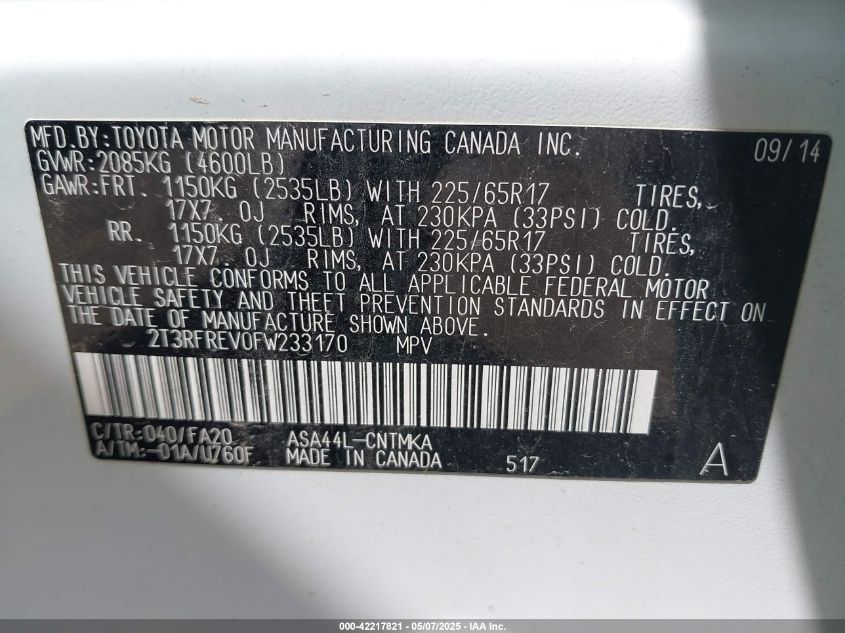 MFD.BY:TOYOTA MOTOR MANUFACTURING CANADA INC. 09/14
GVWR:2085KG (4600LB)
GAWR:FRT. 1150KG (2535LB) WITH 225/65R17 TIRES,
17X7.0J RIMS, AT 230KPA (33PSI) COLD.
RR. 1150KG (2535LB) WITH 225/65R17 TIRES,
17X7.0J RIMS, AT 230KPA (33PSI) COLD.
THIS VEHICLE CONFORMS TO ALL APPLICABLE FEDERAL MOTOR
VEHICLE SAFETY AND THEFT PREVENTION STANDARDS IN EFFECT ON
THE DATE OF MANUFACTURE SHOWN ABOVE.
2T3RFREV0FW233170 MPV
C/TR:040/FA20 ASA44L-CNTMKA
A/TM:-01A/U760F MADE IN CANADA 517 A
000-42217821 - 05/07/2025 - IAA Inc.